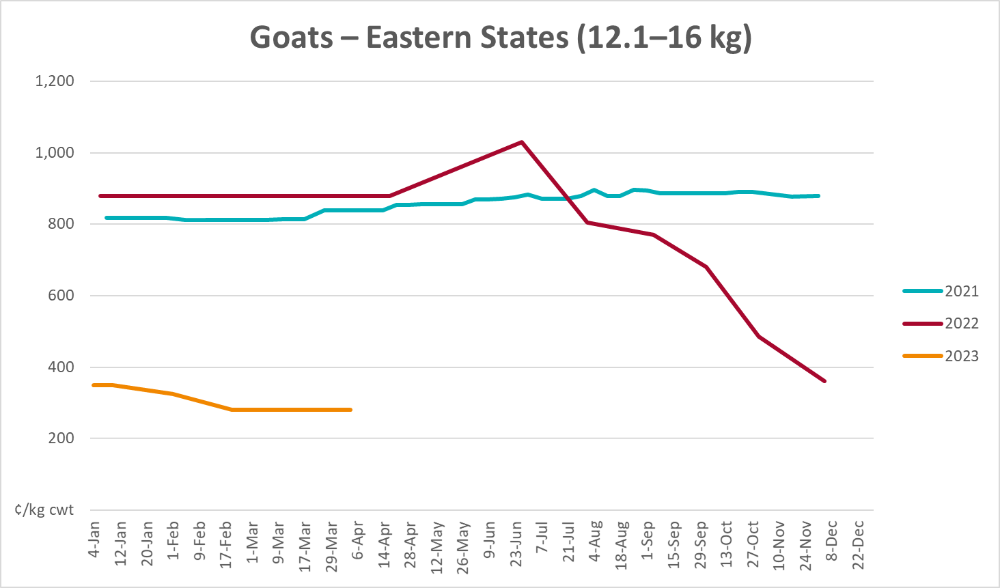 Goats – Eastern States (12.1–16 kg)
1,200
1,000
800
600
400
200
¢/kg cwt
4-Jan
12-Jan
20-Jan
1-Feb
9-Feb
17-Feb
1-Mar
9-Mar
17-Mar
29-Mar
6-Apr
14-Apr
28-Apr
12-May
26-May
9-Jun
23-Jun
7-Jul
21-Jul
4-Aug
18-Aug
1-Sep
15-Sep
29-Sep
13-Oct
27-Oct
10-Nov
24-Nov
8-Dec
22-Dec
2021
2022
2023